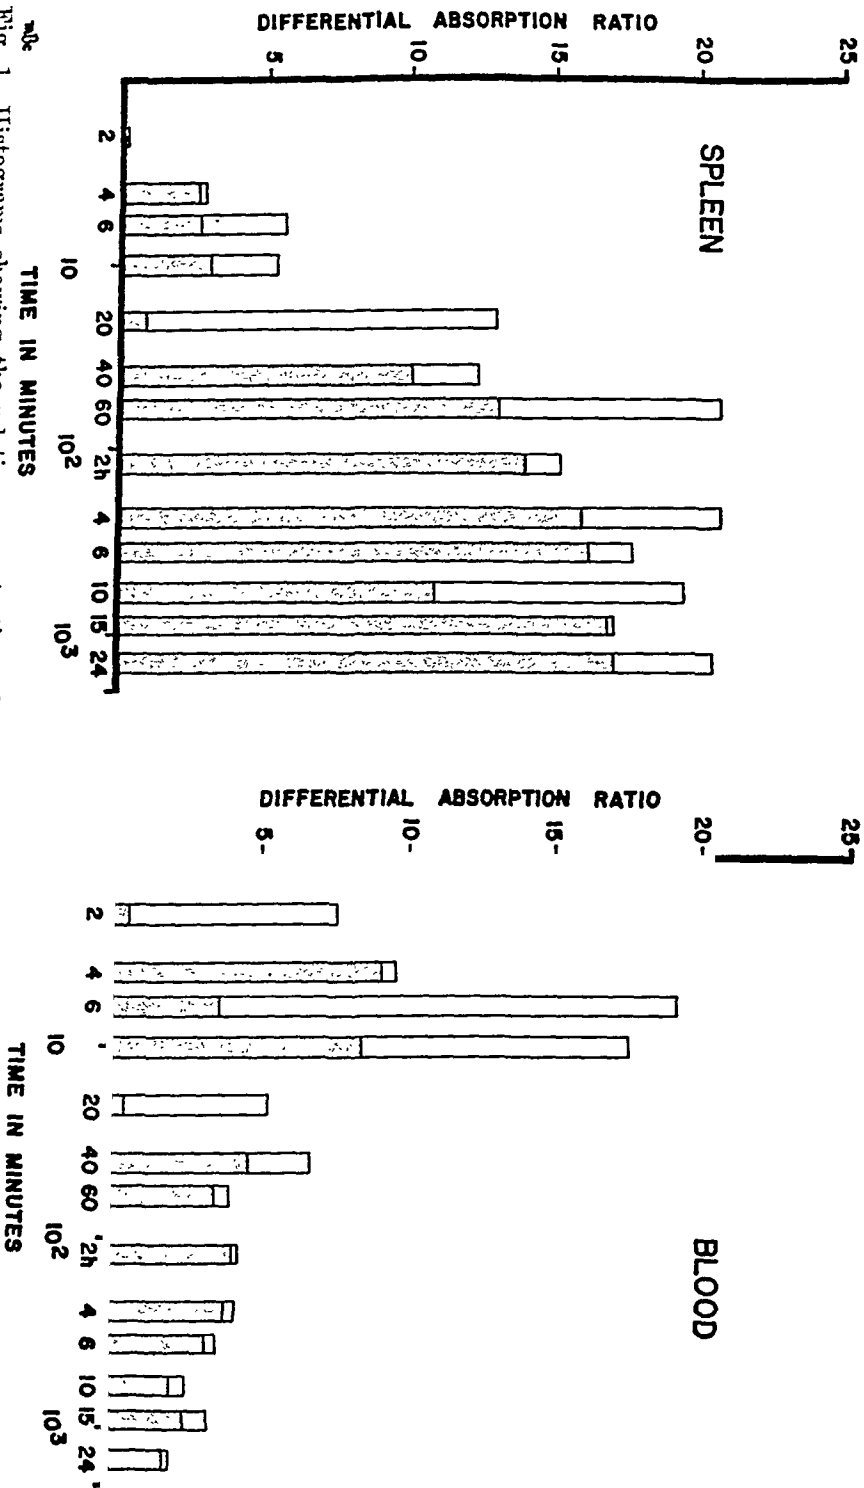 DIFFERENTIAL ABSORPTION RATIO
25
20
15
10
5
SPLEEN
2 4 6 20 40 60 2h 4 6 10 15 24
10 10² 10³
TIME IN MINUTES
DIFFERENTIAL ABSORPTION RATIO
25
20-
15-
10-
5-
BLOOD
2 4 6 20 40 60 2h 4 6 10 15 24
10 10² 10³
TIME IN MINUTES
Fig. 1. Histograms showing the